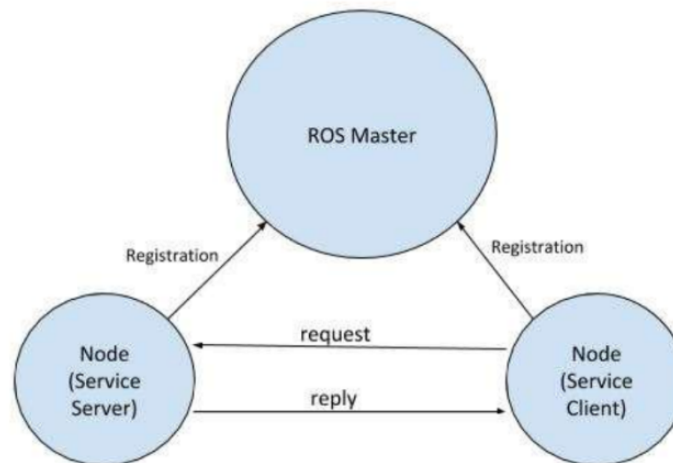 ROS Master
Registration
Registration
request
Node
(Service
Server)
Node
(Service
Client)
reply